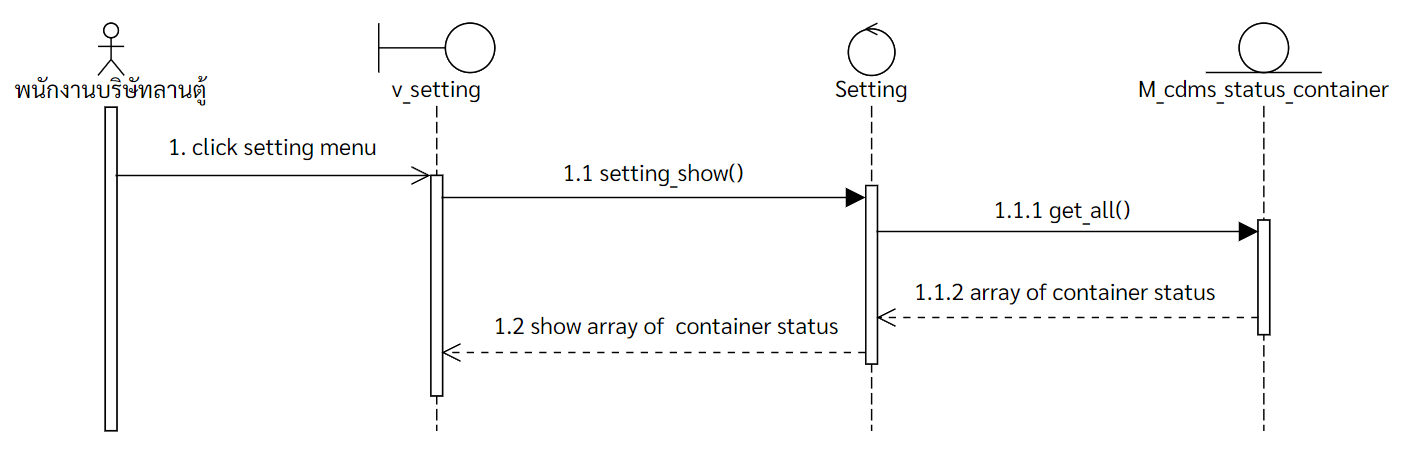 พนักงานบริษัทลานตู้
v_setting
Setting
M_cdms_status_container
1. click setting menu
1.1 setting_show()
1.1.1 get_all()
1.1.2 array of container status
1.2 show array of  container status